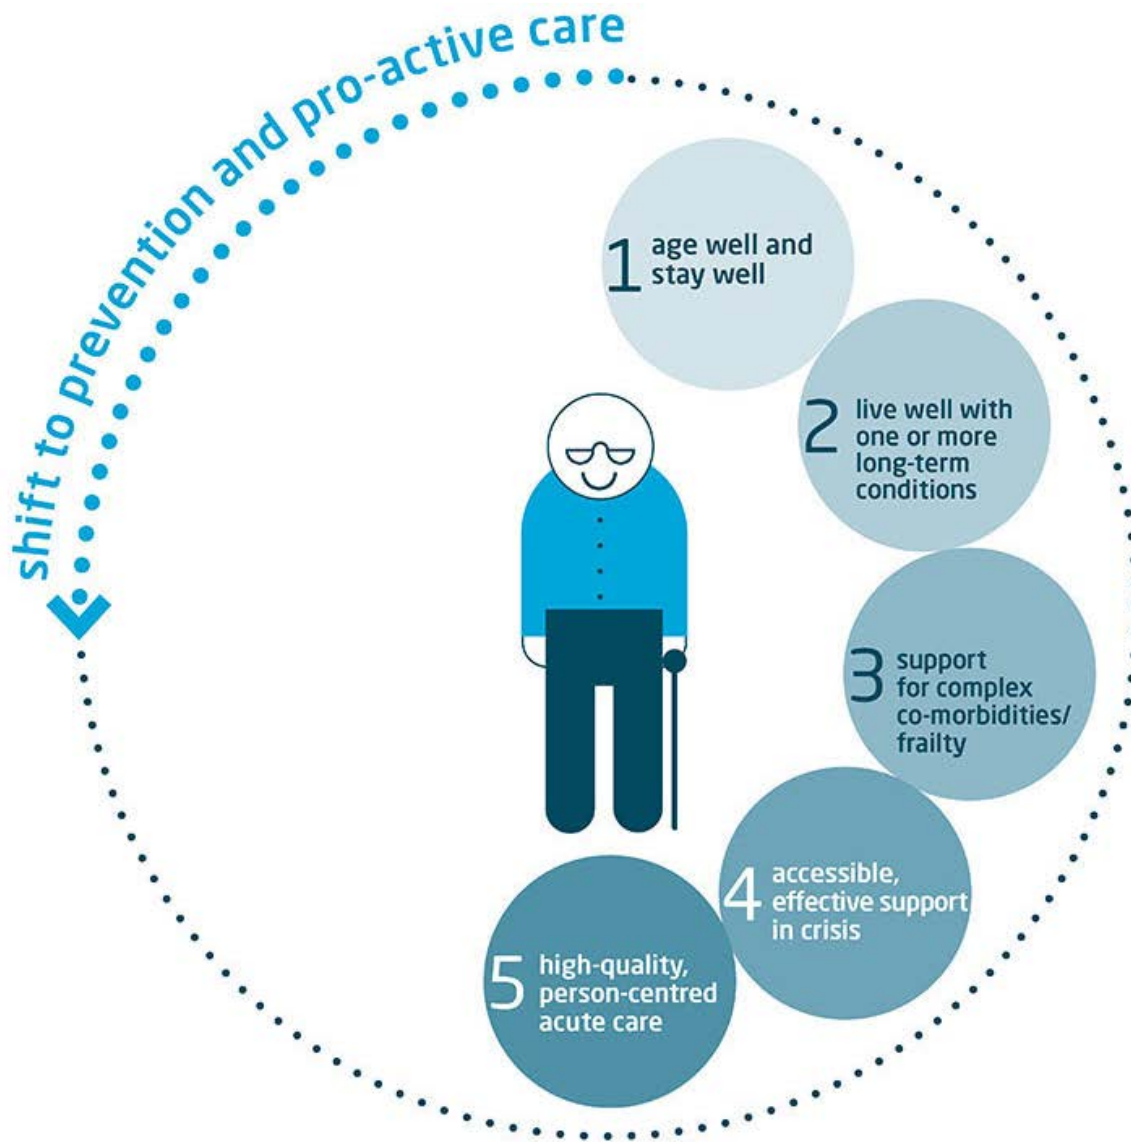 shift to prevention and pro-active care
1 age well and
stay well
2 live well with
one or more
long-term
conditions
3 support
for complex
co-morbidities/
frailty
4 accessible,
effective support
in crisis
5 high-quality,
person-centred
acute care